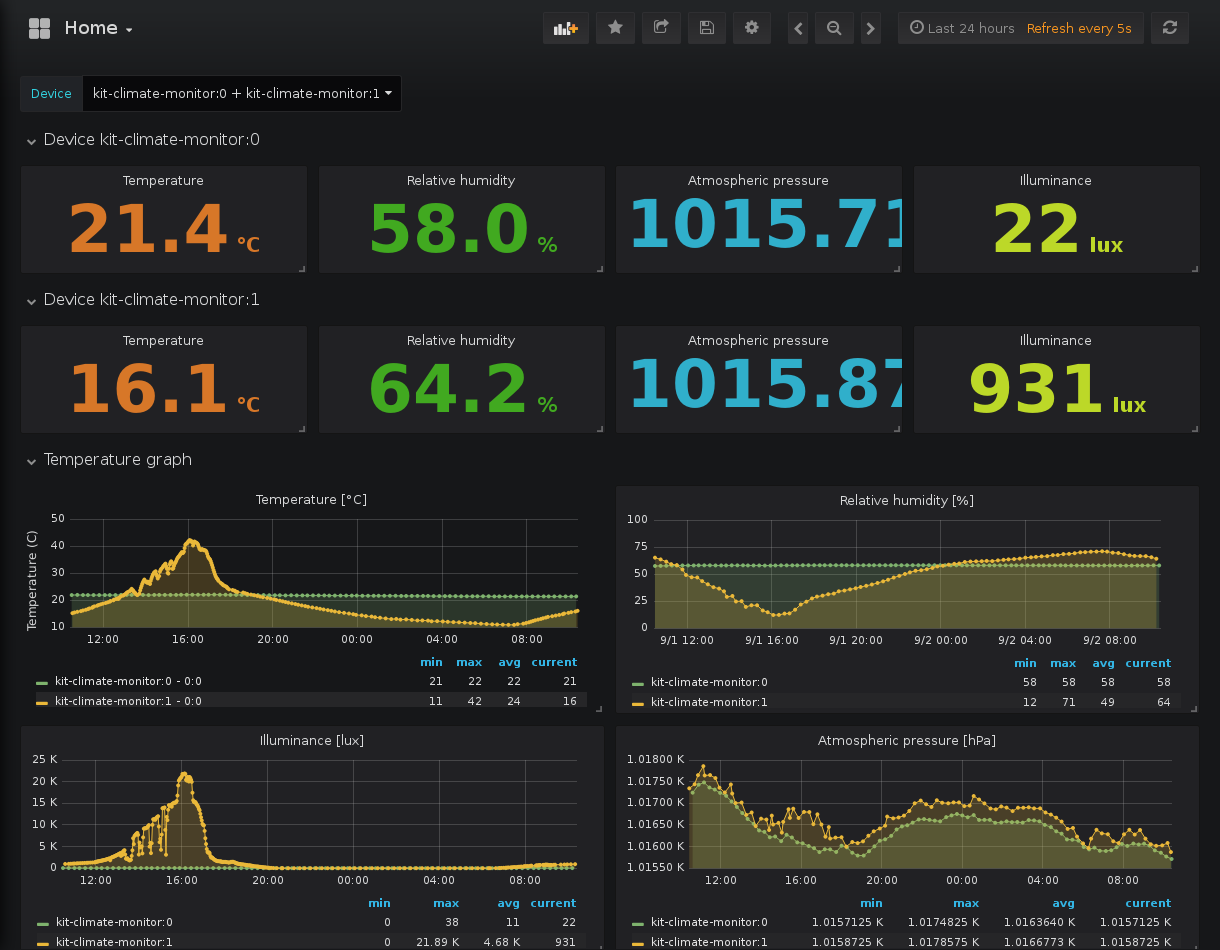 Home
Last 24 hours Refresh every 5s
Device kit-climate-monitor:0 + kit-climate-monitor:1
Device kit-climate-monitor:0
Temperature Relative humidity Atmospheric pressure Illuminance
21.4 °C 58.0 % 1015.71 22 lux
Device kit-climate-monitor:1
Temperature Relative humidity Atmospheric pressure Illuminance
16.1 °C 64.2 % 1015.87 931 lux
Temperature graph
Temperature [°C]
Temperature (C)
50
40
30
20
10
12:00 16:00 20:00 00:00 04:00 08:00
min max avg current
kit-climate-monitor:0 - 0:0 21 22 22 21
kit-climate-monitor:1 - 0:0 11 42 24 16
Relative humidity [%]
100
75
50
25
0
9/1 12:00 9/1 16:00 9/1 20:00 9/2 00:00 9/2 04:00 9/2 08:00
min max avg current
kit-climate-monitor:0 58 58 58 58
kit-climate-monitor:1 12 71 49 64
Illuminance [lux]
25 K
20 K
15 K
10 K
5 K
0
12:00 16:00 20:00 00:00 04:00 08:00
min max avg current
kit-climate-monitor:0 0 38 11 22
kit-climate-monitor:1 0 21.89 K 4.68 K 931
Atmospheric pressure [hPa]
1.01800 K
1.01750 K
1.01700 K
1.01650 K
1.01600 K
1.01550 K
12:00 16:00 20:00 00:00 04:00 08:00
min max avg current
kit-climate-monitor:0 1.0157125 K 1.0174825 K 1.0163640 K 1.0157125 K
kit-climate-monitor:1 1.0158725 K 1.0178575 K 1.0166773 K 1.0158725 K